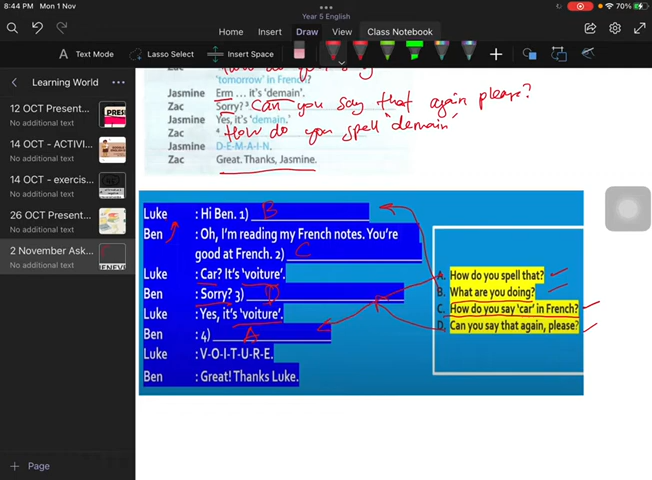 8:44 PM Mon 1 Nov
70%
Year 5 English
Home Insert Draw View Class Notebook
Text Mode Lasso Select Insert Space
Learning World
12 OCT Present...
No additional text
14 OCT - ACTIVI...
No additional text
14 OCT - exercis...
No additional text
26 OCT Present...
No additional text
2 November Ask...
No additional text
Page
Zac
'tomorrow' in French?
Jasmine Erm ... it's 'demain'.
Zac Sorry? 3 Can you say that again please?
Jasmine Yes, it's 'demain.'
Zac 4 How do you spell "demain"
Jasmine D-E-M-A-I-N.
Zac Great. Thanks, Jasmine.
Luke : Hi Ben. 1) B
Ben : Oh, I'm reading my French notes. You're
good at French. 2) C
Luke : Car? It's 'voiture'.
Ben : Sorry? 3) D
Luke : Yes, it's 'voiture'.
Ben : 4) A
Luke : V-O-I-T-U-R-E.
Ben : Great! Thanks Luke.
A. How do you spell that?
B. What are you doing?
C. How do you say 'car' in French?
D. Can you say that again, please?